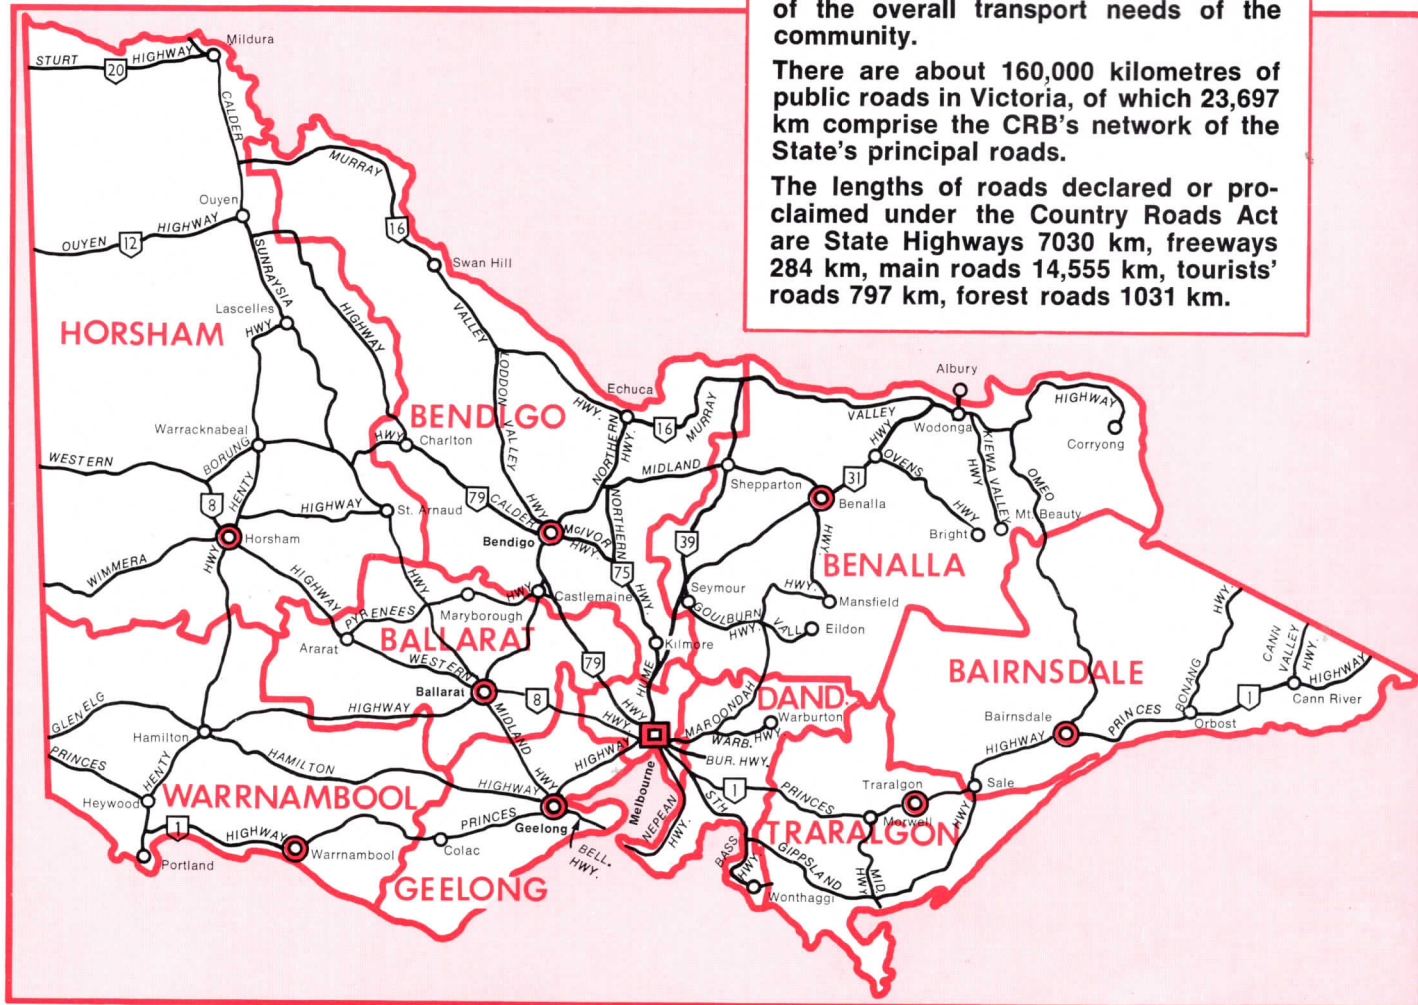 of the overall transport needs of the
community.
There are about 160,000 kilometres of
public roads in Victoria, of which 23,697
km comprise the CRB's network of the
State's principal roads.
The lengths of roads declared or pro-
claimed under the Country Roads Act
are State Highways 7030 km, freeways
284 km, main roads 14,555 km, tourists'
roads 797 km, forest roads 1031 km.
Mildura
STURT 20 HIGHWAY
CALDER
MURRAY
Ouyen
OUYEN 12 HIGHWAY
16
SUNRAYSIA
Swan Hill
HIGHWAY
Lascelles
HWY
VALLEY
HORSHAM
LODDON VALLEY
Echuca
Albury
BENDIGO
HWY.
16
MURRAY
VALLEY
HIGHWAY
Wodonga
Corryong
Warracknabeal
HWY
Charlton
NORTHERN HWY.
HWY
KIEWA VALLEY HWY
WESTERN
BORUNG
MIDLAND
OVENS
OMEO
8
HENTY
79
CALDER
HWY
NORTHERN
Shepparton
31
Benalla
HWY
Mt. Beauty
HIGHWAY
St. Arnaud
Bright
Horsham
Bendigo
McIVOR
HWY.
39
HWY.
BENALLA
WIMMERA
HWY
HIGHWAY
HWY
75
HWY.
Seymour
HWY.
HWY
PYRENEES
Maryborough
HWY
Castlemaine
GOULBURN
HWY.
VALL
Mansfield
Eildon
Ararat
BALLARAT
Kilmore
CANN VALLEY HWY.
WESTERN
79
HUME
BAIRNSDALE
BONANG
HIGHWAY
Ballarat
8
HWY
DAND.
1
Cann River
GLENELG
HIGHWAY
MIDLAND
HWY.
MAROONDAH
Warburton
Bairnsdale
PRINCES
Orbost
Hamilton
WARB. HWY.
HIGHWAY
PRINCES
HENTY
HAMILTON
HIGHWAY
HWY
HIGHWAY
BUR. HWY.
Traralgon
Sale
Heywood
WARRNAMBOOL
Melbourne
1
PRINCES
PRINCES
Geelong
NEPEAN
HWY.
STH.
Morwell
HWY
1
HIGHWAY
TRARALGON
Warrnambool
Colac
BELL.
HWY.
BASS
HWY.
GIPPSLAND
MID.
HWY
Portland
GEELONG
Wonthaggi